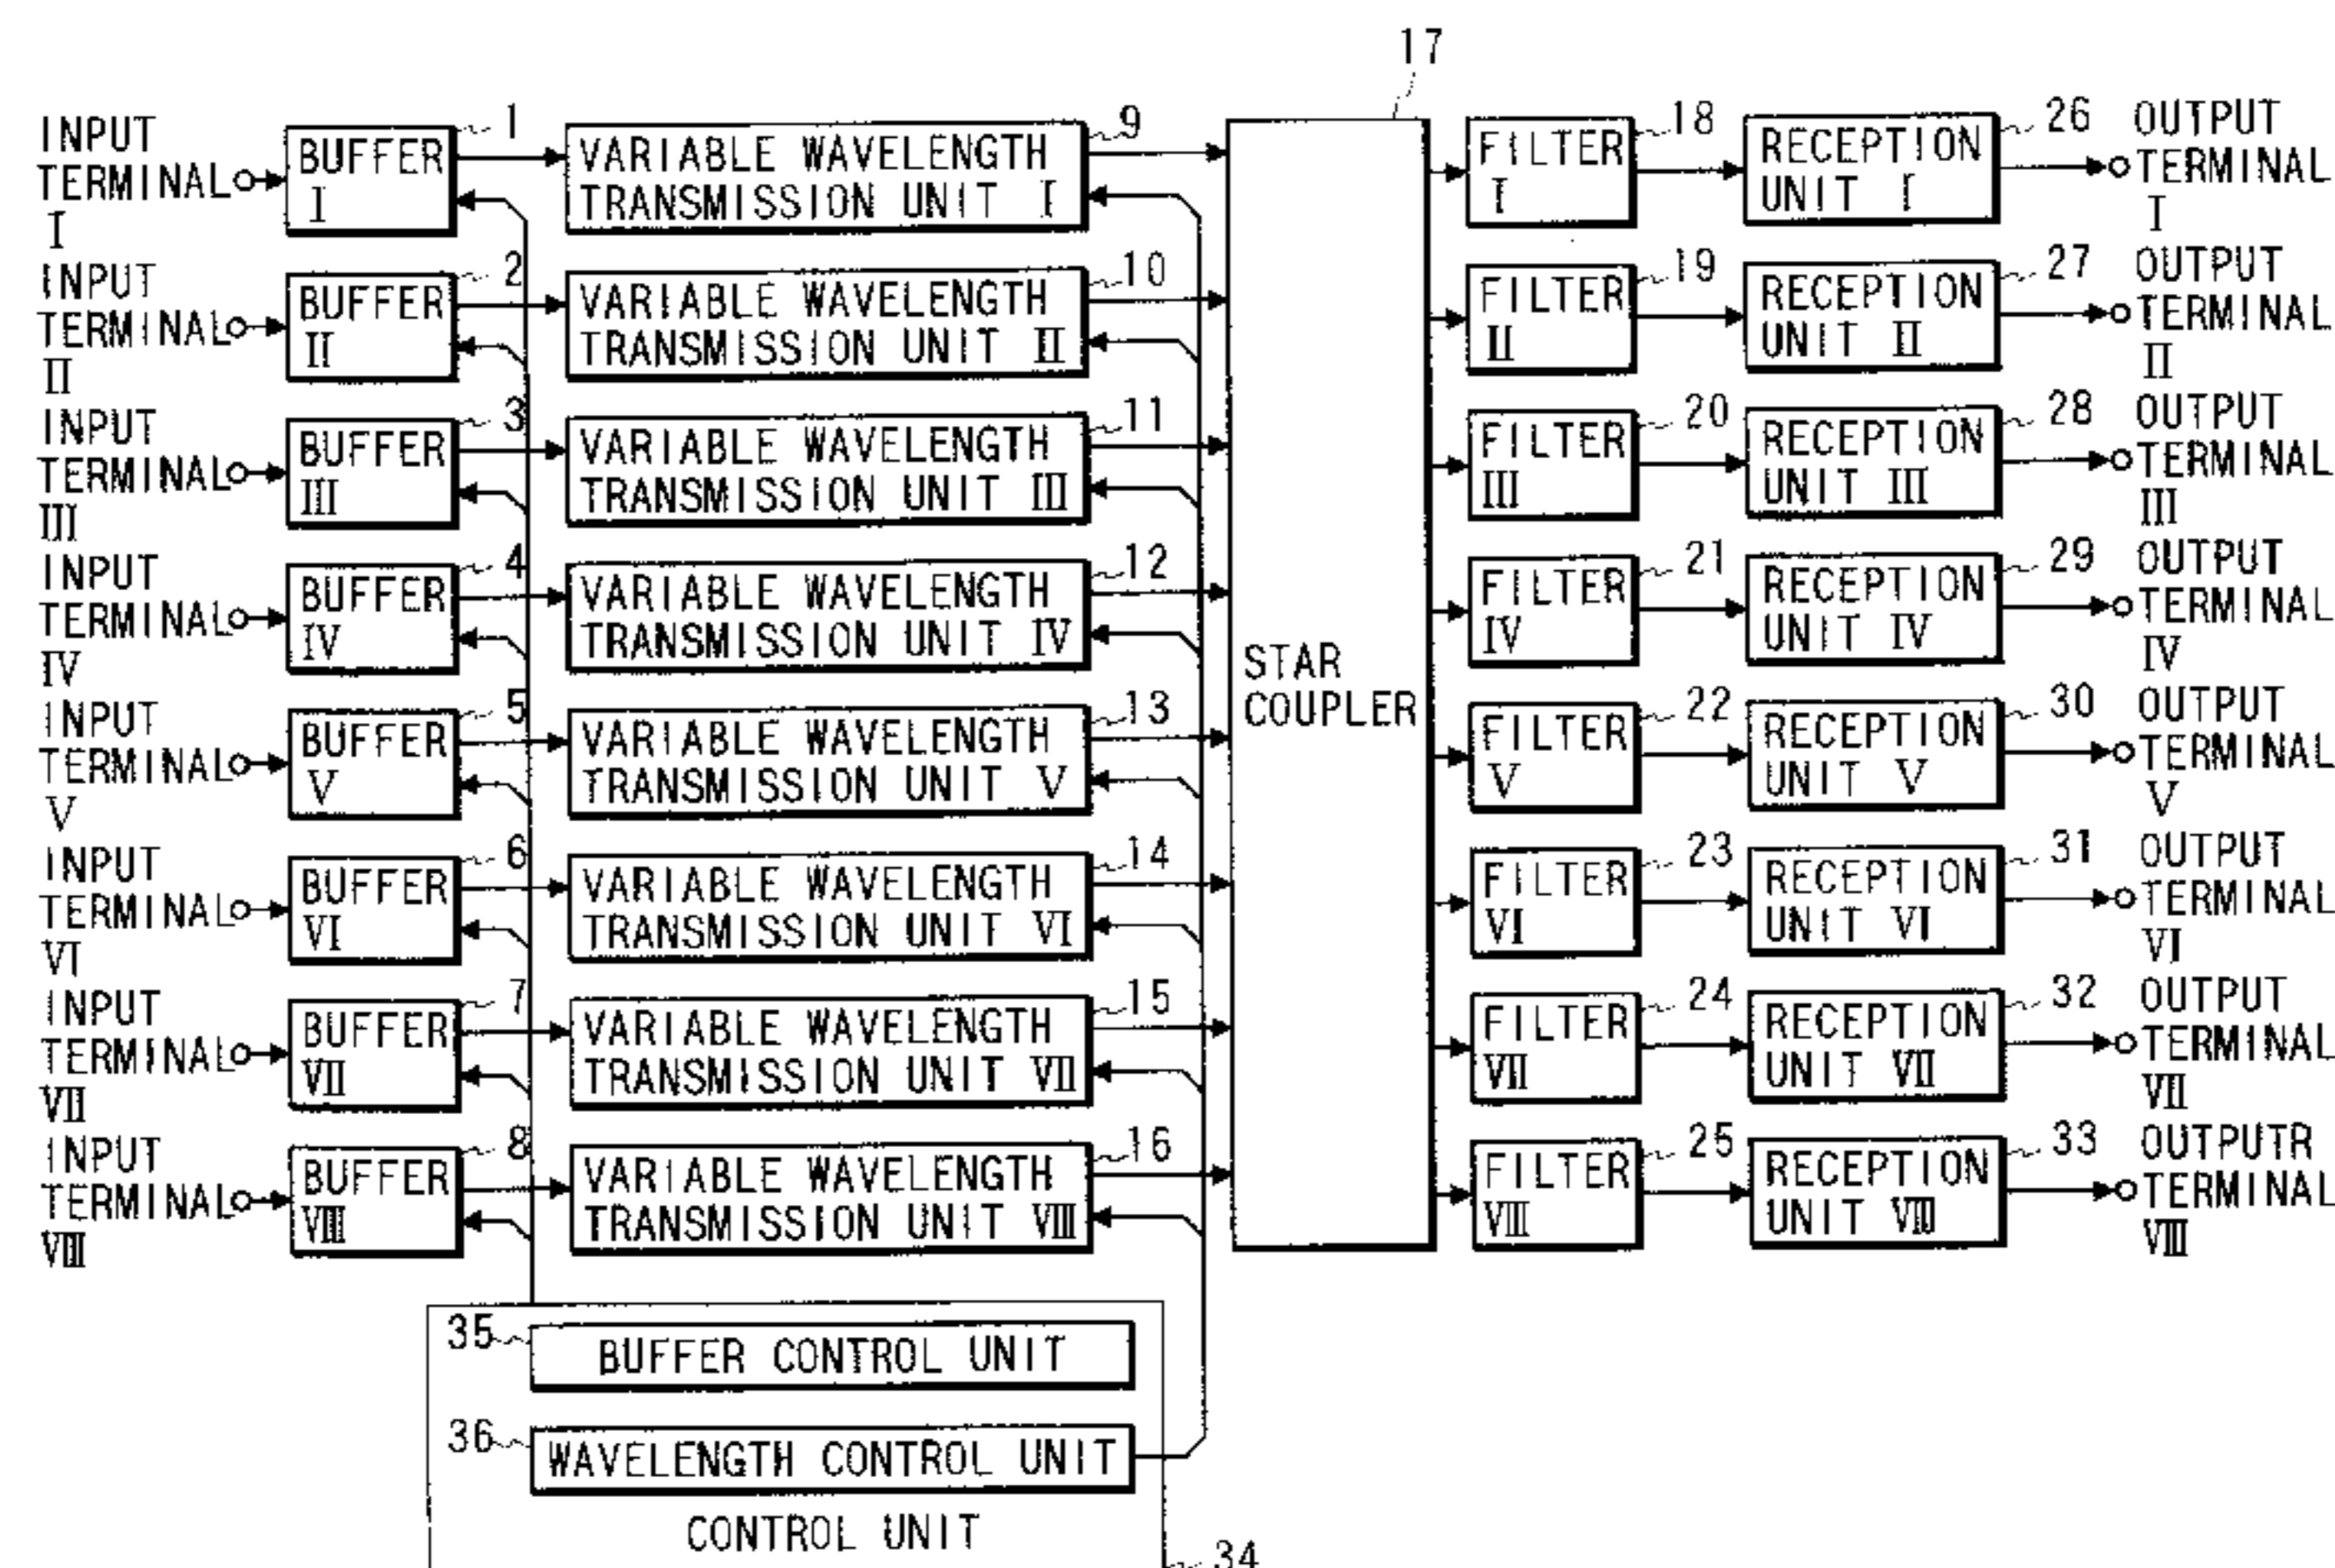 17
INPUT
TERMINAL
I
BUFFER
I
1
VARIABLE WAVELENGTH
TRANSMISSION UNIT I
9
FILTER
I
18
RECEPTION
UNIT I
26
OUTPUT
TERMINAL
I
INPUT
TERMINAL
II
BUFFER
II
2
VARIABLE WAVELENGTH
TRANSMISSION UNIT II
10
FILTER
II
19
RECEPTION
UNIT II
27
OUTPUT
TERMINAL
II
INPUT
TERMINAL
III
BUFFER
III
3
VARIABLE WAVELENGTH
TRANSMISSION UNIT III
11
FILTER
III
20
RECEPTION
UNIT III
28
OUTPUT
TERMINAL
III
INPUT
TERMINAL
IV
BUFFER
IV
4
VARIABLE WAVELENGTH
TRANSMISSION UNIT IV
12
STAR
COUPLER
FILTER
IV
21
RECEPTION
UNIT IV
29
OUTPUT
TERMINAL
IV
INPUT
TERMINAL
V
BUFFER
V
5
VARIABLE WAVELENGTH
TRANSMISSION UNIT V
13
FILTER
V
22
RECEPTION
UNIT V
30
OUTPUT
TERMINAL
V
INPUT
TERMINAL
VI
BUFFER
VI
6
VARIABLE WAVELENGTH
TRANSMISSION UNIT VI
14
FILTER
VI
23
RECEPTION
UNIT VI
31
OUTPUT
TERMINAL
VI
INPUT
TERMINAL
VII
BUFFER
VII
7
VARIABLE WAVELENGTH
TRANSMISSION UNIT VII
15
FILTER
VII
24
RECEPTION
UNIT VII
32
OUTPUT
TERMINAL
VII
INPUT
TERMINAL
VIII
BUFFER
VIII
8
VARIABLE WAVELENGTH
TRANSMISSION UNIT VIII
16
FILTER
VIII
25
RECEPTION
UNIT VIII
33
OUTPUTR
TERMINAL
VIII
35
BUFFER CONTROL UNIT
36
WAVELENGTH CONTROL UNIT
CONTROL UNIT
34